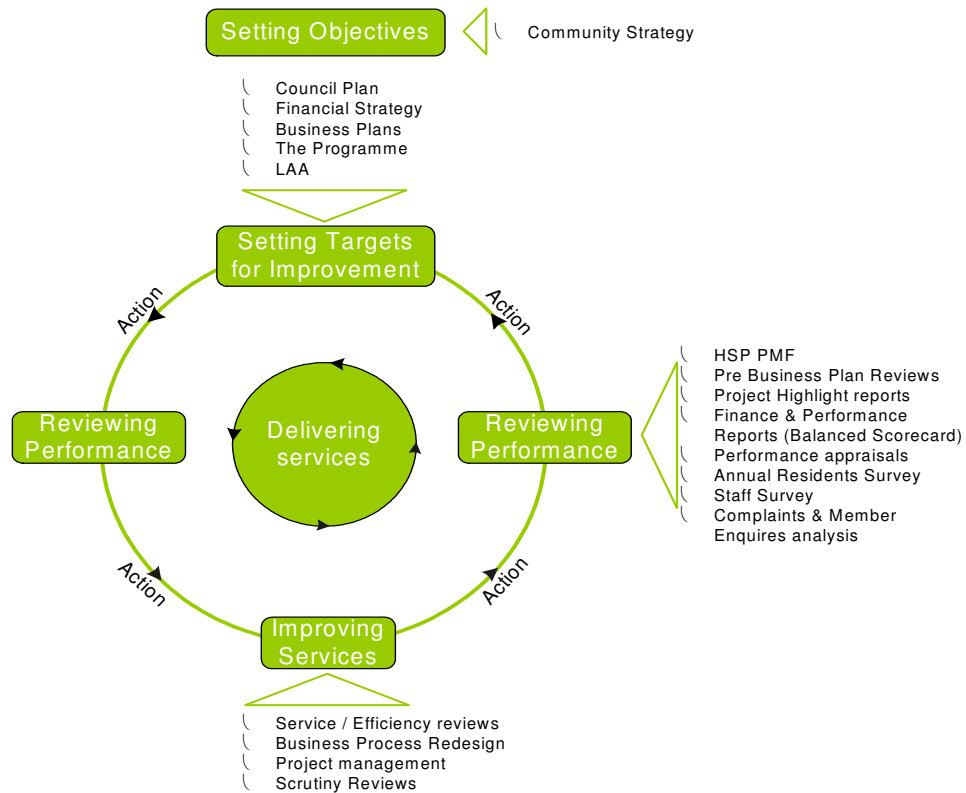 Setting Objectives
Community Strategy
Council Plan
Financial Strategy
Business Plans
The Programme
LAA
Setting Targets
for Improvement
Action
Action
HSP PMF
Pre Business Plan Reviews
Project Highlight reports
Finance & Performance
Reports (Balanced Scorecard)
Performance appraisals
Annual Residents Survey
Staff Survey
Complaints & Member
Enquires analysis
Reviewing
Performance
Delivering
services
Reviewing
Performance
Action
Action
Improving
Services
Service / Efficiency reviews
Business Process Redesign
Project management
Scrutiny Reviews